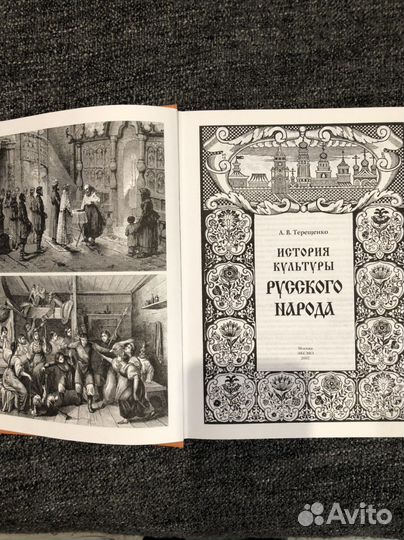 А. В. Терещенко
ИСТОРИЯ
КУЛЬТУРЫ
РУССКОГО
НАРОДА
Москва
ЭКСМО
2007
Avito